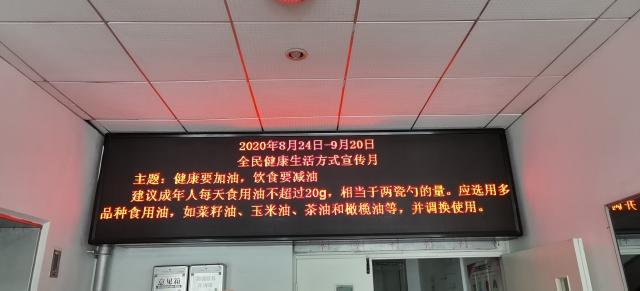 2020年8月24日-9月20日
全民健康生活方式宣传月
主题：健康要加油，饮食要减油
建议成年人每天食用油不超过20g，相当于两瓷勺的量。应选用多
品种食用油，如菜籽油、玉米油、茶油和橄榄油等，并调换使用。
意见箱